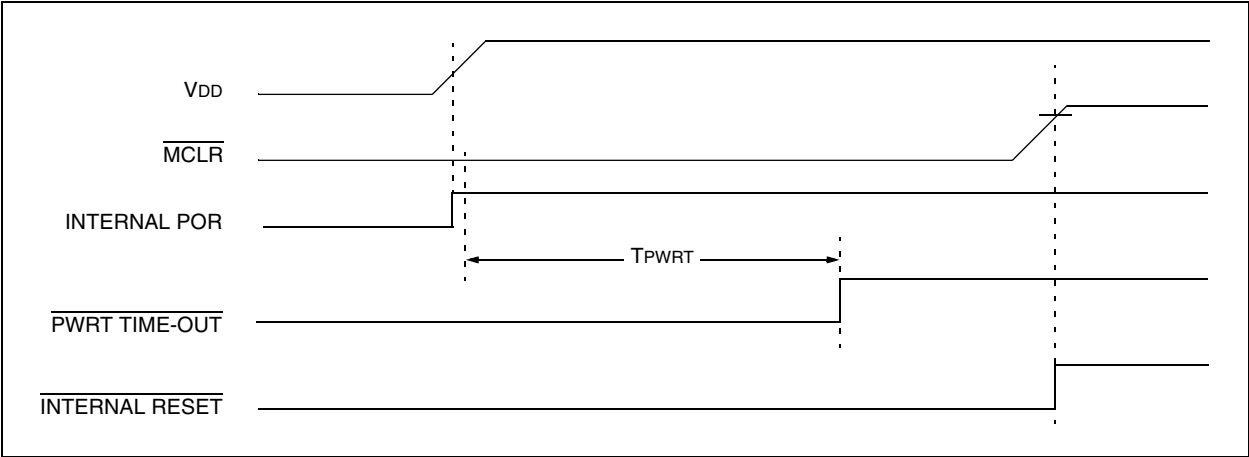 VDD
MCLR
INTERNAL POR
TPWRT
PWRT TIME-OUT
INTERNAL RESET